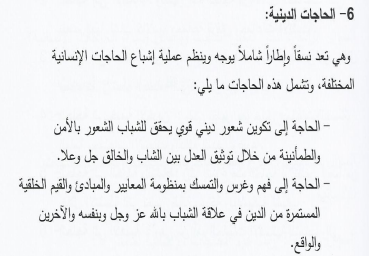 6- الحاجات الدينية:
وهي تعد نسقاً وإطاراً شاملاً يوجه وينظم عملية إشباع الحاجات الإنسانية
المختلفة، وتشمل هذه الحاجات ما يلي:
– الحاجة إلى تكوين شعور ديني قوي يحقق للشباب الشعور بالأمن
والطمأنينة من خلال توثيق العدل بين الشاب والخالق جل وعلا.
– الحاجة إلى فهم وغرس والتمسك بمنظومة المعايير والمبادئ والقيم الخلقية
المستمرة من الدين في علاقة الشباب بالله عز وجل وبنفسه والآخرين
والواقع.